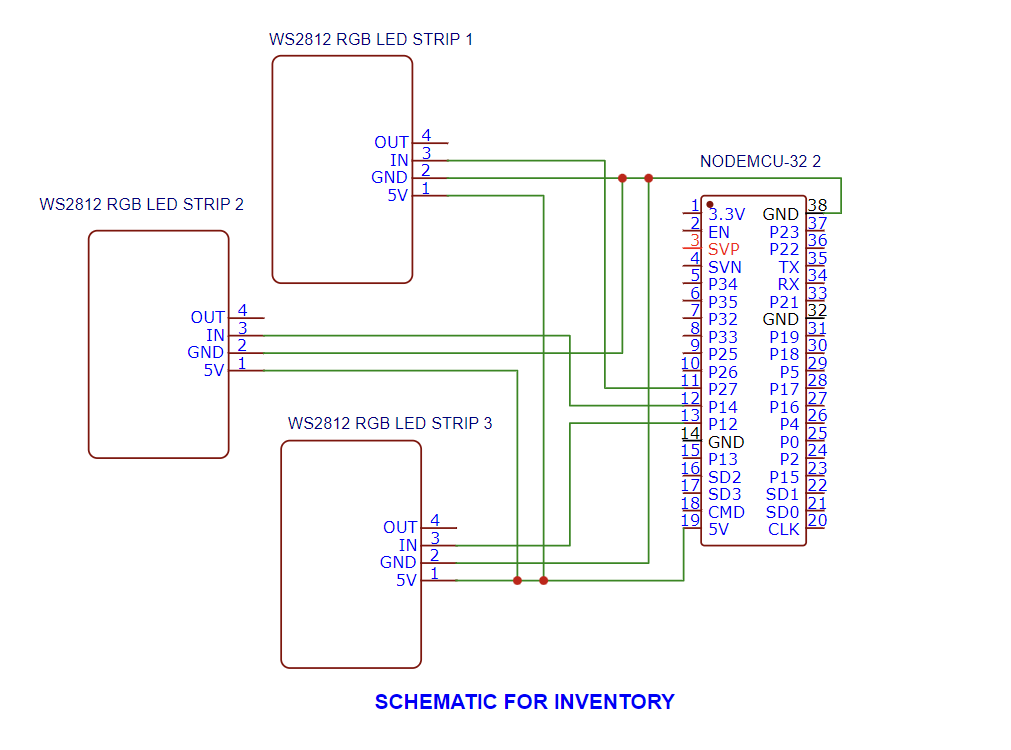 WS2812 RGB LED STRIP 1
OUT 4
IN 3
GND 2
5V 1
WS2812 RGB LED STRIP 2
OUT 4
IN 3
GND 2
5V 1
WS2812 RGB LED STRIP 3
OUT 4
IN 3
GND 2
5V 1
NODEMCU-32 2
1 3.3V GND 38
2 EN P23 37
3 SVP P22 36
4 SVN TX 35
5 P34 RX 34
6 P35 P21 33
7 P32 GND 32
8 P33 P19 31
9 P25 P18 30
10 P26 P5 29
11 P27 P17 28
12 P14 P16 27
13 P12 P4 26
14 GND P0 25
15 P13 P2 24
16 SD2 P15 23
17 SD3 SD1 22
18 CMD SD0 21
19 5V CLK 20
SCHEMATIC FOR INVENTORY